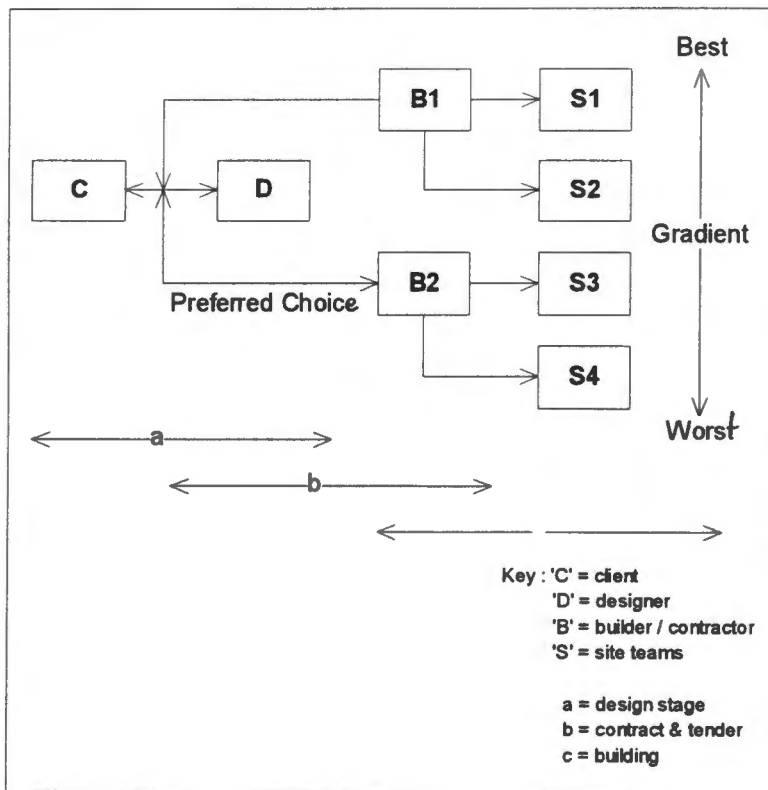 Best
B1 S1
C D S2
Gradient
B2 S3
Preferred Choice
S4
Worst
a
b
Key : 'C' = client
'D' = designer
'B' = builder / contractor
'S' = site teams
a = design stage
b = contract & tender
c = building